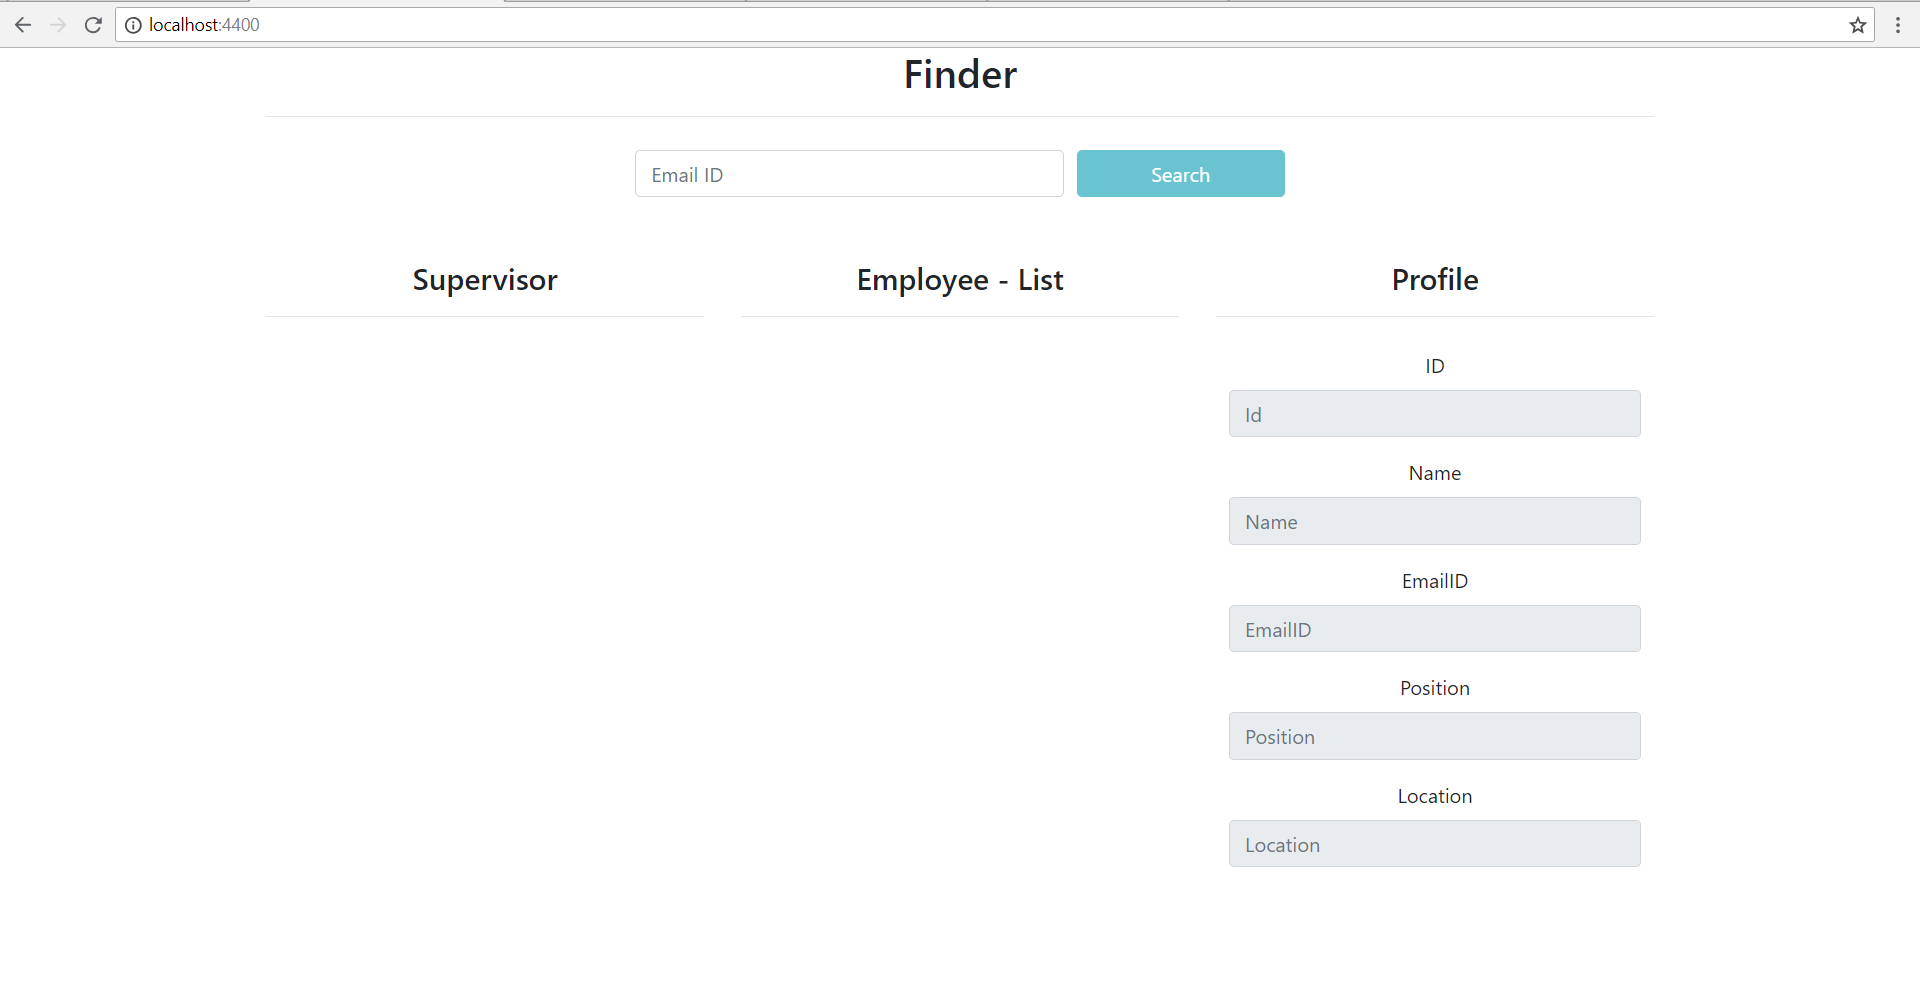 localhost:4400
Finder
Email ID
Search
Supervisor
Employee - List
Profile
ID
Id
Name
Name
EmailID
EmailID
Position
Position
Location
Location